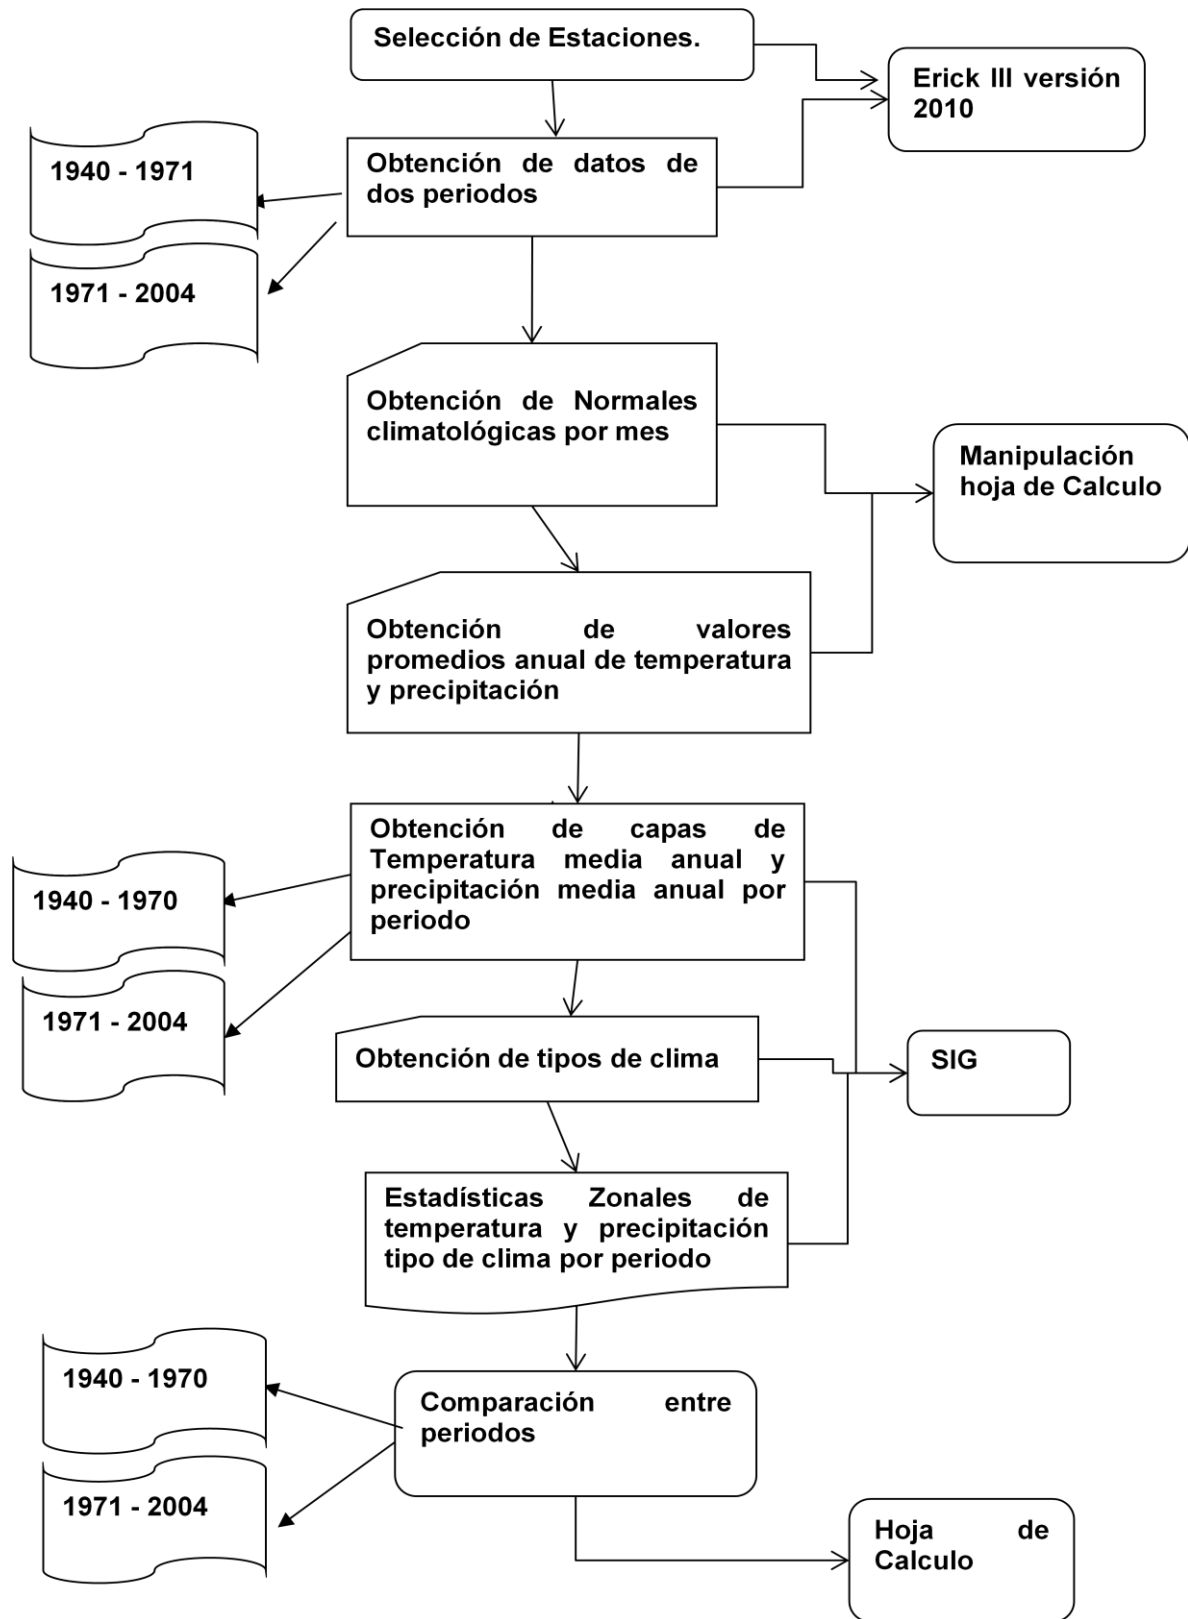 Selección de Estaciones.
Erick III versión
2010
1940 - 1971
Obtención de datos de
dos periodos
1971 - 2004
Obtención de Normales
climatológicas por mes
Manipulación
hoja de Calculo
Obtención de valores
promedios anual de temperatura
y precipitación
Obtención de capas de
Temperatura media anual y
precipitación media anual por
periodo
1940 - 1970
1971 - 2004
Obtención de tipos de clima
SIG
Estadísticas Zonales de
temperatura y precipitación
tipo de clima por periodo
1940 - 1970
Comparación entre
periodos
1971 - 2004
Hoja de
Calculo